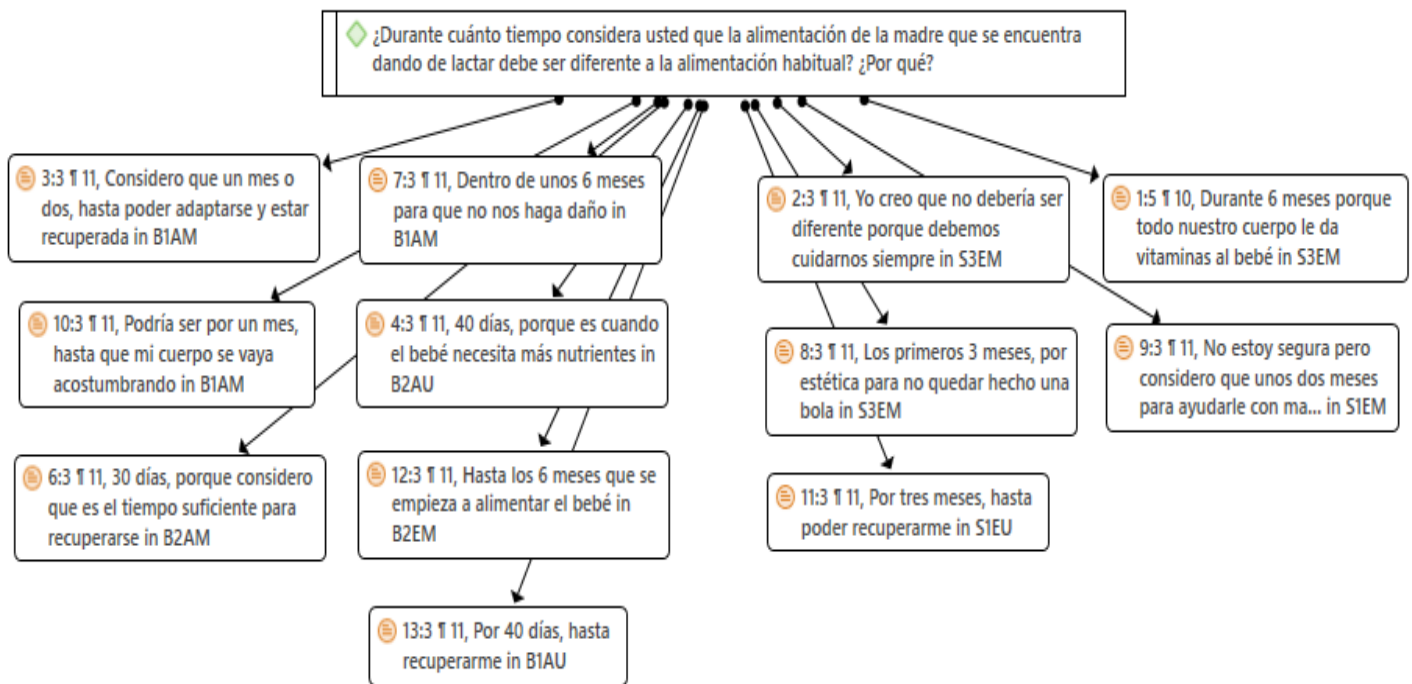 ¿Durante cuánto tiempo considera usted que la alimentación de la madre que se encuentra
dando de lactar debe ser diferente a la alimentación habitual? ¿Por qué?
3:3 ¶ 11, Considero que un mes o
dos, hasta poder adaptarse y estar
recuperada in B1AM
7:3 ¶ 11, Dentro de unos 6 meses
para que no nos haga daño in
B1AM
2:3 ¶ 11, Yo creo que no debería ser
diferente porque debemos
cuidarnos siempre in S3EM
1:5 ¶ 10, Durante 6 meses porque
todo nuestro cuerpo le da
vitaminas al bebé in S3EM
10:3 ¶ 11, Podría ser por un mes,
hasta que mi cuerpo se vaya
acostumbrando in B1AM
4:3 ¶ 11, 40 días, porque es cuando
el bebé necesita más nutrientes in
B2AU
8:3 ¶ 11, Los primeros 3 meses, por
estética para no quedar hecho una
bola in S3EM
9:3 ¶ 11, No estoy segura pero
considero que unos dos meses
para ayudarle con ma... in S1EM
6:3 ¶ 11, 30 días, porque considero
que es el tiempo suficiente para
recuperarse in B2AM
12:3 ¶ 11, Hasta los 6 meses que se
empieza a alimentar el bebé in
B2EM
11:3 ¶ 11, Por tres meses, hasta
poder recuperarme in S1EU
13:3 ¶ 11, Por 40 días, hasta
recuperarme in B1AU